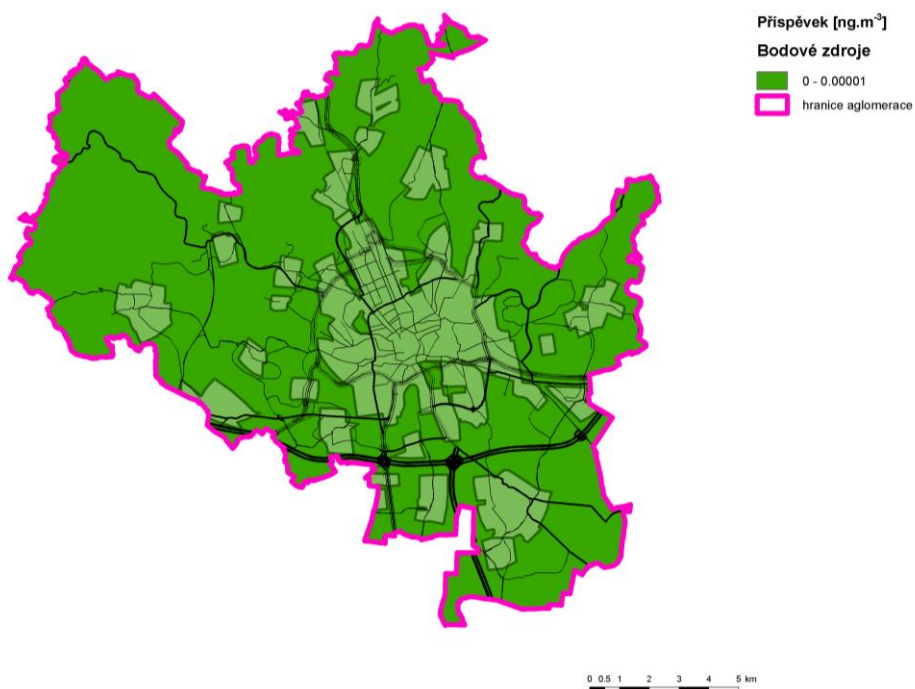 Příspěvek [ng.m⁻³]
Bodové zdroje
0 - 0.00001
hranice aglomerace
0 0.5 1 2 3 4 5 km